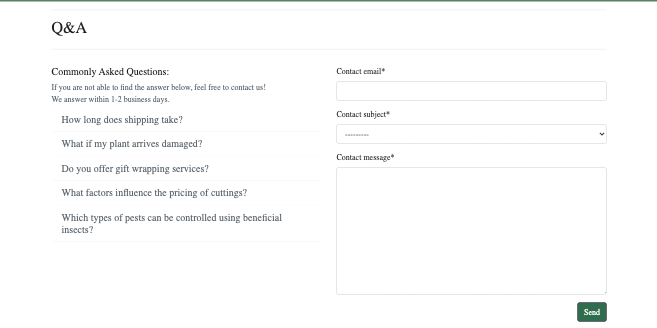 Q&A
Commonly Asked Questions:
If you are not able to find the answer below, feel free to contact us!
We answer within 1-2 business days.
How long does shipping take?
What if my plant arrives damaged?
Do you offer gift wrapping services?
What factors influence the pricing of cuttings?
Which types of pests can be controlled using beneficial
insects?
Contact email*
Contact subject*
---------
Contact message*
Send